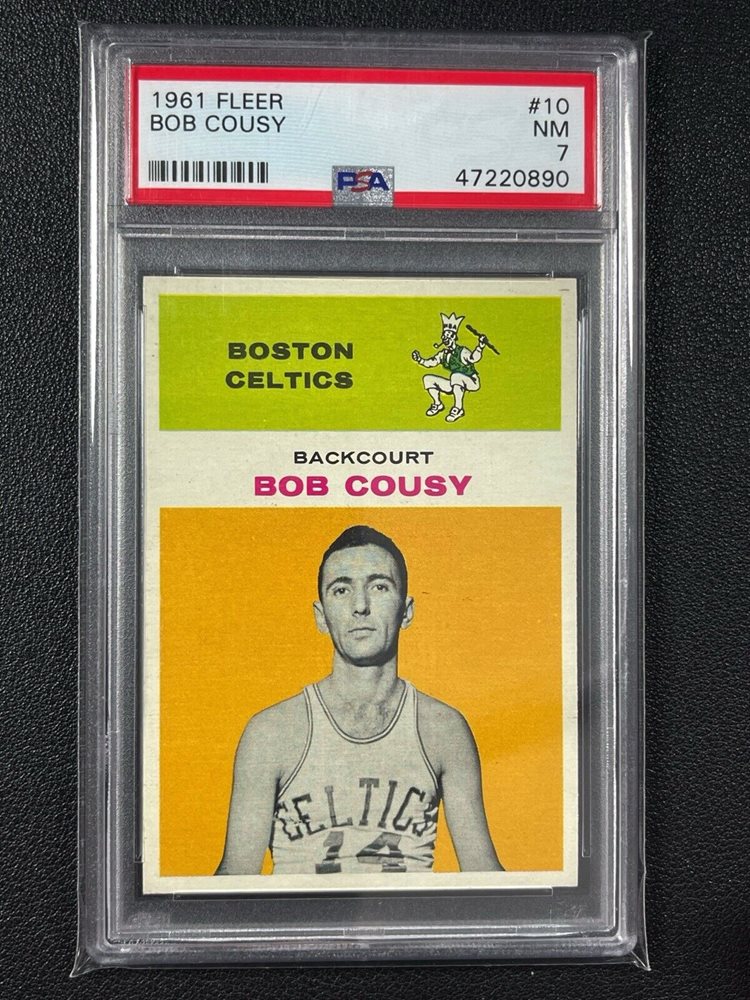 1961 FLEER #10
BOB COUSY NM
7
PSA 47220890
BOSTON
CELTICS
BACKCOURT
BOB COUSY
CELTICS
14